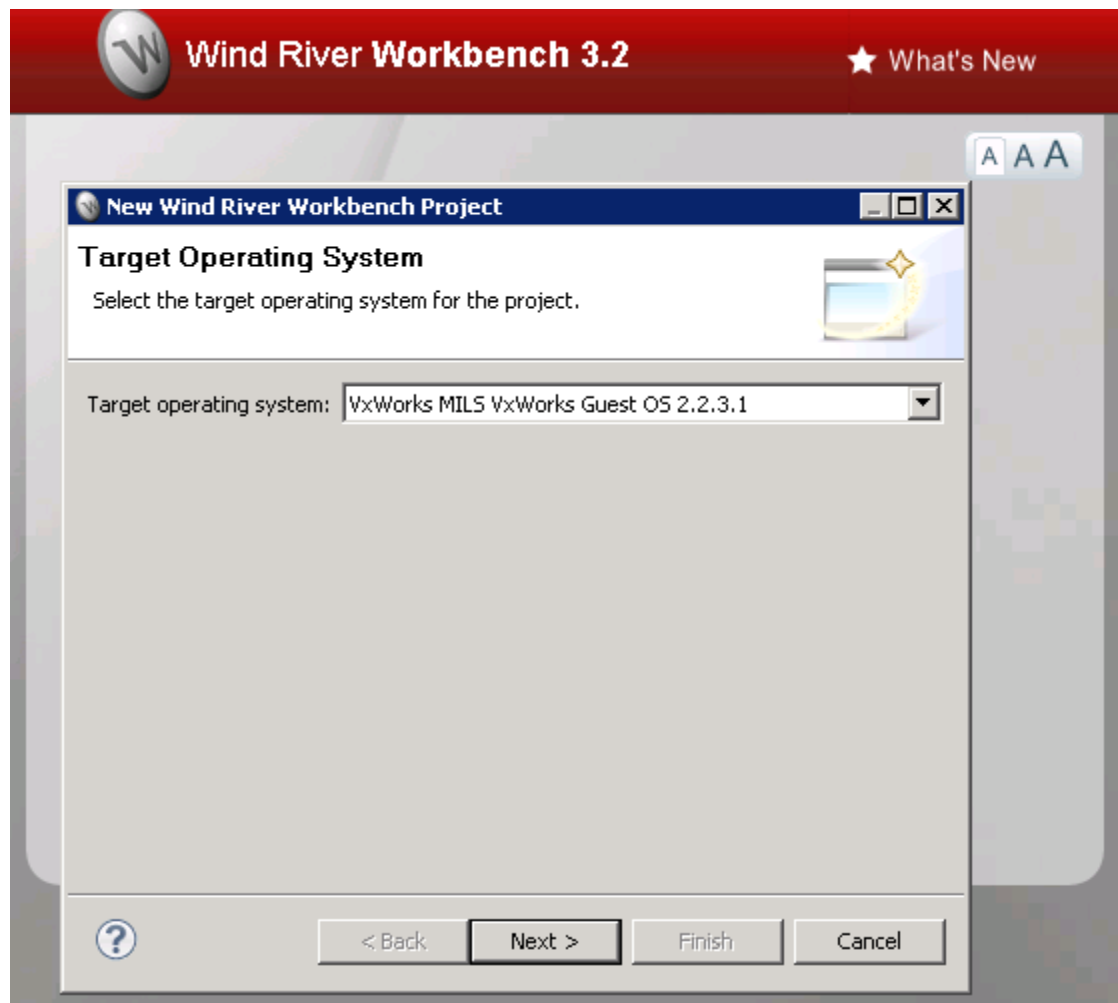 Wind River Workbench 3.2
What's New
A A A
New Wind River Workbench Project
Target Operating System
Select the target operating system for the project.
Target operating system: VxWorks MILS VxWorks Guest OS 2.2.3.1
? < Back Next > Finish Cancel